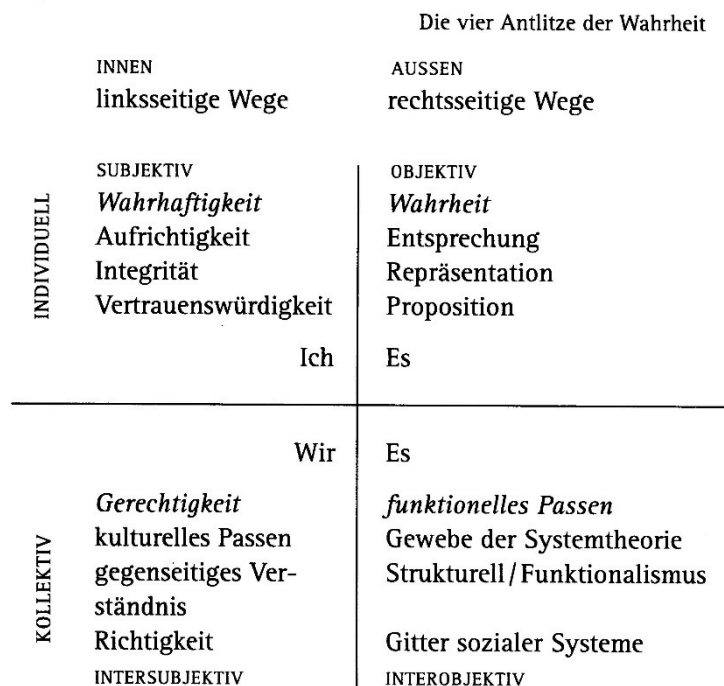 Die vier Antlitze der Wahrheit
INNEN
linksseitige Wege
AUSSEN
rechtsseitige Wege
INDIVIDUELL
SUBJEKTIV
Wahrhaftigkeit
Aufrichtigkeit
Integrität
Vertrauenswürdigkeit
Ich
OBJEKTIV
Wahrheit
Entsprechung
Repräsentation
Proposition
Es
KOLLEKTIV
Wir
Gerechtigkeit
kulturelles Passen
gegenseitiges Ver-
ständnis
Richtigkeit
INTERSUBJEKTIV
Es
funktionelles Passen
Gewebe der Systemtheorie
Strukturell/Funktionalismus
Gitter sozialer Systeme
INTEROBJEKTIV